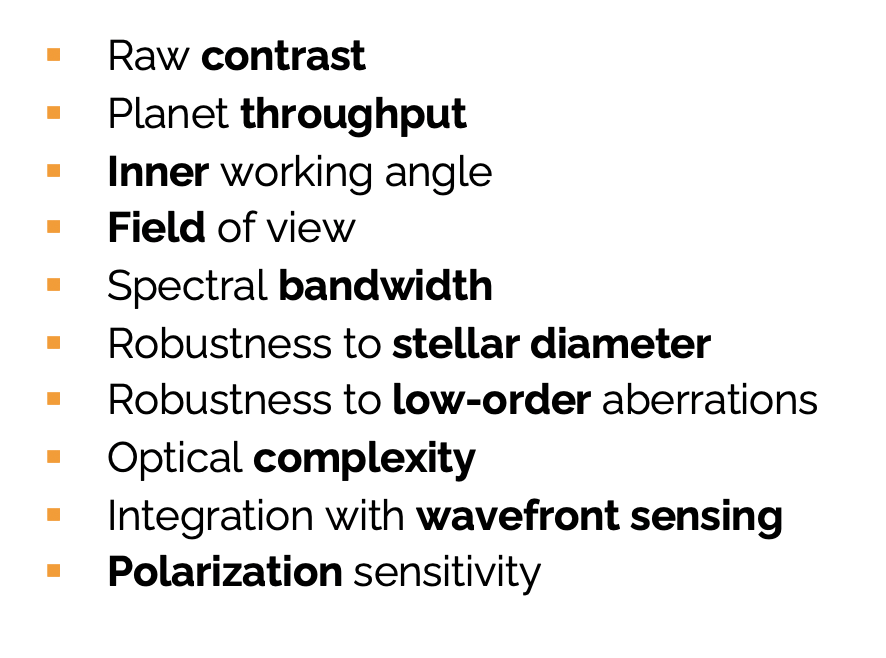 Raw contrast
Planet throughput
Inner working angle
Field of view
Spectral bandwidth
Robustness to stellar diameter
Robustness to low-order aberrations
Optical complexity
Integration with wavefront sensing
Polarization sensitivity